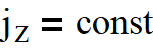 j_Z = const